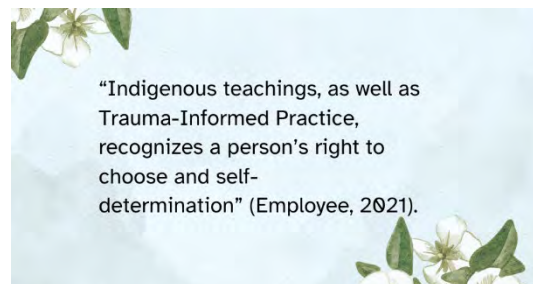 “Indigenous teachings, as well as
Trauma-Informed Practice,
recognizes a person’s right to
choose and self-
determination” (Employee, 2021).